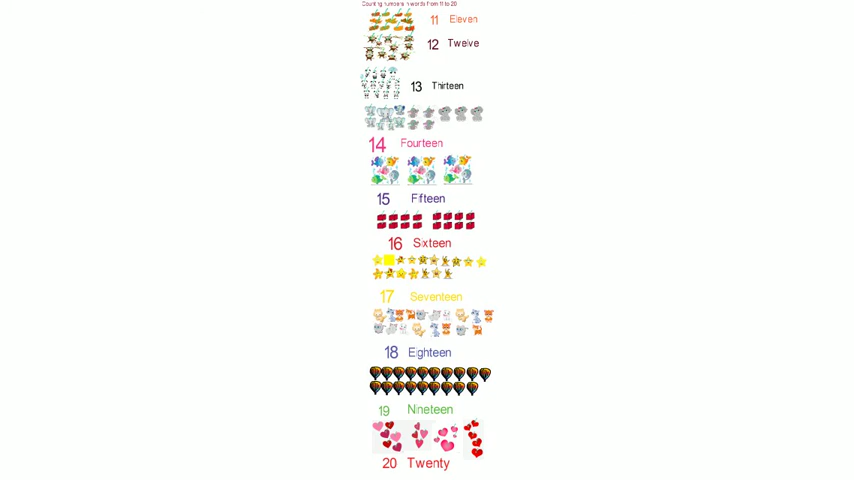 Counting numbers in words from 11 to 20
11 Eleven
12 Twelve
13 Thirteen
14 Fourteen
15 Fifteen
16 Sixteen
17 Seventeen
18 Eighteen
19 Nineteen
20 Twenty